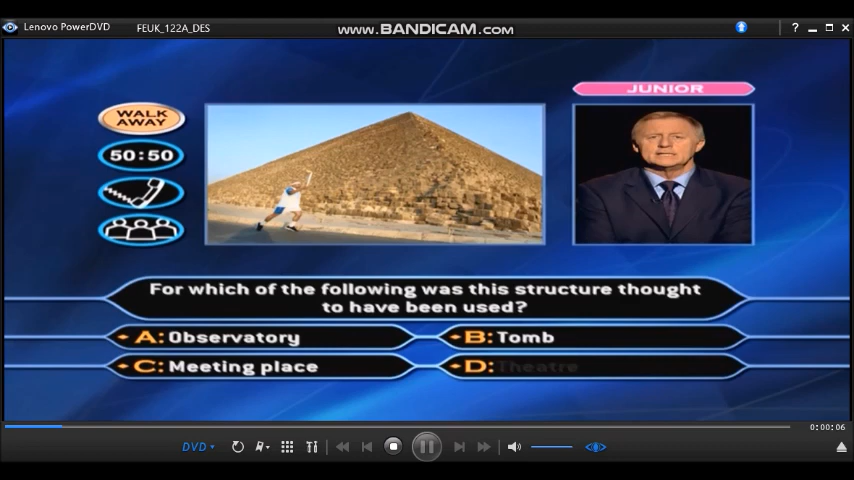 Lenovo PowerDVD
FEUK_122A_DES
www.BANDICAM.com
?
JUNIOR
WALK
AWAY
50:50
For which of the following was this structure thought
to have been used?
A: Observatory
B: Tomb
C: Meeting place
D: Theatre
0:00:06
DVD